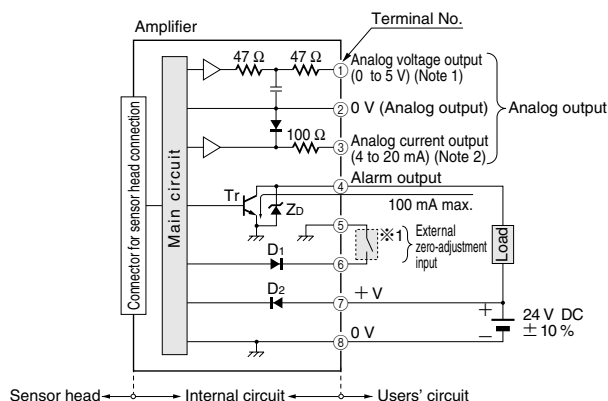 Terminal No.
Amplifier
47 Ω
47 Ω
1 Analog voltage output
(0 to 5 V) (Note 1)
2 0 V (Analog output)
Analog output
100 Ω
3 Analog current output
(4 to 20 mA) (Note 2)
Connector for sensor head connection
Main circuit
Tr
ZD
4 Alarm output
100 mA max.
5
※1
External
zero-adjustment
input
Load
D1
6
D2
7 + V
+
24 V DC
± 10 %
−
8 0 V
Sensor head
Internal circuit
Users' circuit